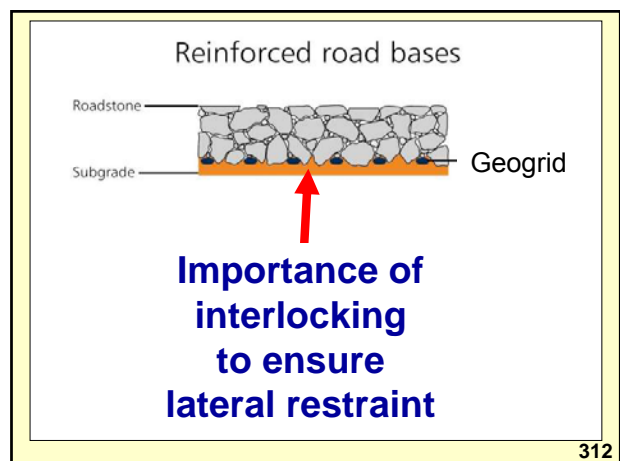 Reinforced road bases
Roadstone
Geogrid
Subgrade
Importance of
interlocking
to ensure
lateral restraint
312